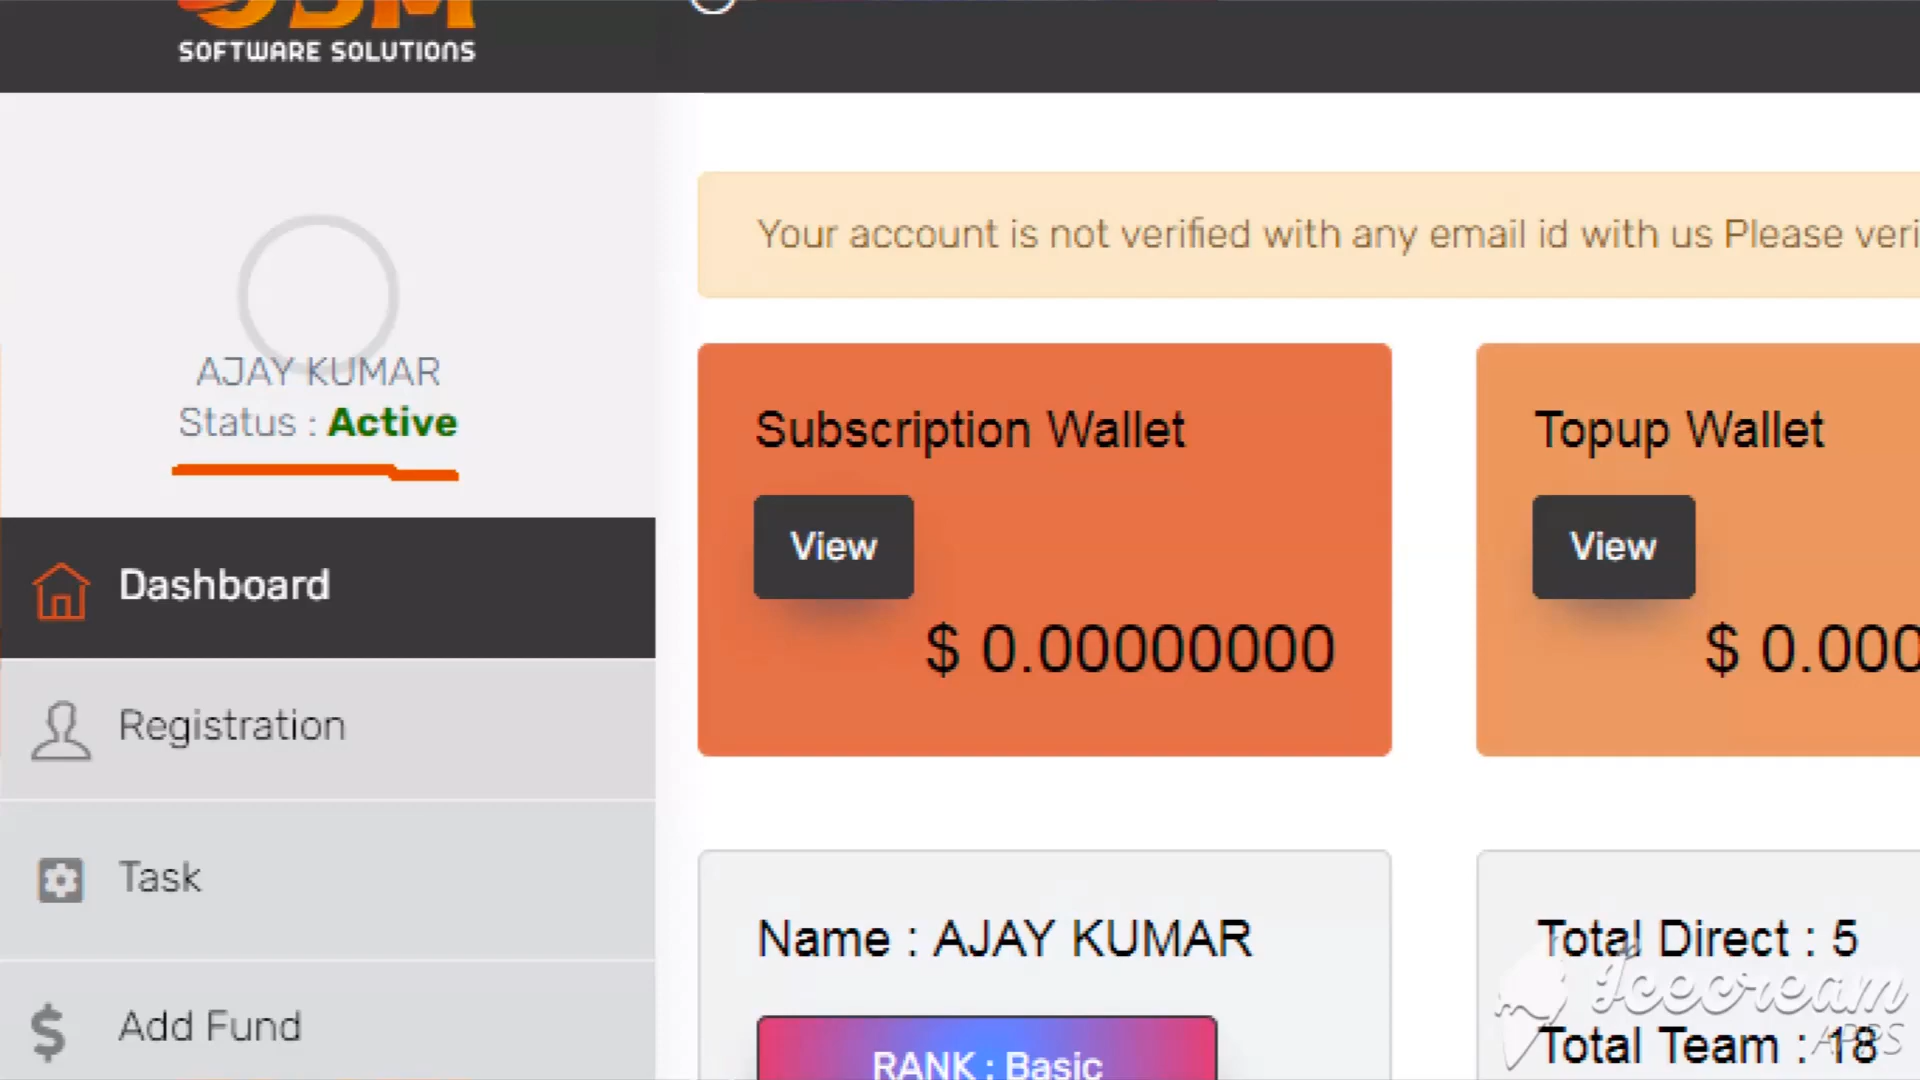 SOFTWARE SOLUTIONS
Your account is not verified with any email id with us Please
AJAY KUMAR
Status : Active
Subscription Wallet
Topup Wallet
View
View
$ 0.00000000
$ 0.000
Dashboard
Registration
Task
Add Fund
Name : AJAY KUMAR
RANK : Basic
Total Direct : 5
Total Team : 18
Icecream
APPS